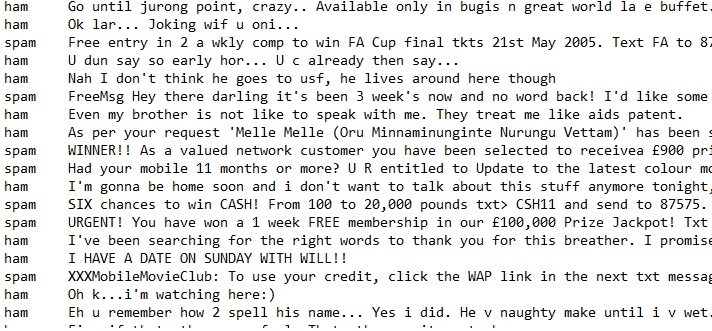 ham Go until jurong point, crazy.. Available only in bugis n great world la e buffet.
ham Ok lar... Joking wif u oni...
spam Free entry in 2 a wkly comp to win FA Cup final tkts 21st May 2005. Text FA to 87
ham U dun say so early hor... U c already then say...
ham Nah I don't think he goes to usf, he lives around here though
spam FreeMsg Hey there darling it's been 3 week's now and no word back! I'd like some
ham Even my brother is not like to speak with me. They treat me like aids patent.
ham As per your request 'Melle Melle (Oru Minnaminunginte Nurungu Vettam)' has been s
spam WINNER!! As a valued network customer you have been selected to receivea £900 pri
spam Had your mobile 11 months or more? U R entitled to Update to the latest colour mo
ham I'm gonna be home soon and i don't want to talk about this stuff anymore tonight,
spam SIX chances to win CASH! From 100 to 20,000 pounds txt> CSH11 and send to 87575.
spam URGENT! You have won a 1 week FREE membership in our £100,000 Prize Jackpot! Txt
ham I've been searching for the right words to thank you for this breather. I promise
ham I HAVE A DATE ON SUNDAY WITH WILL!!
spam XXXMobileMovieClub: To use your credit, click the WAP link in the next txt messag
ham Oh k...i'm watching here:)
ham Eh u remember how 2 spell his name... Yes i did. He v naughty make until i v wet.